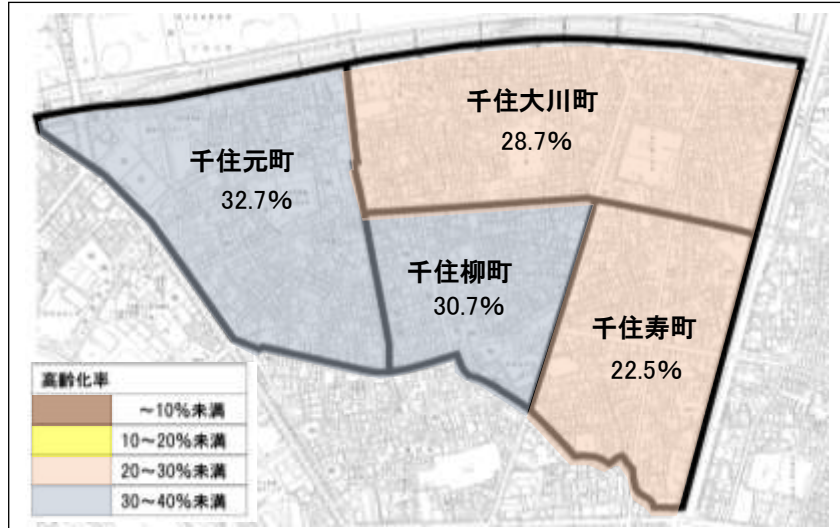 千住大川町
28.7%
千住元町
32.7%
千住柳町
30.7%
千住寿町
22.5%
高齢化率
～10%未満
10～20%未満
20～30%未満
30～40%未満